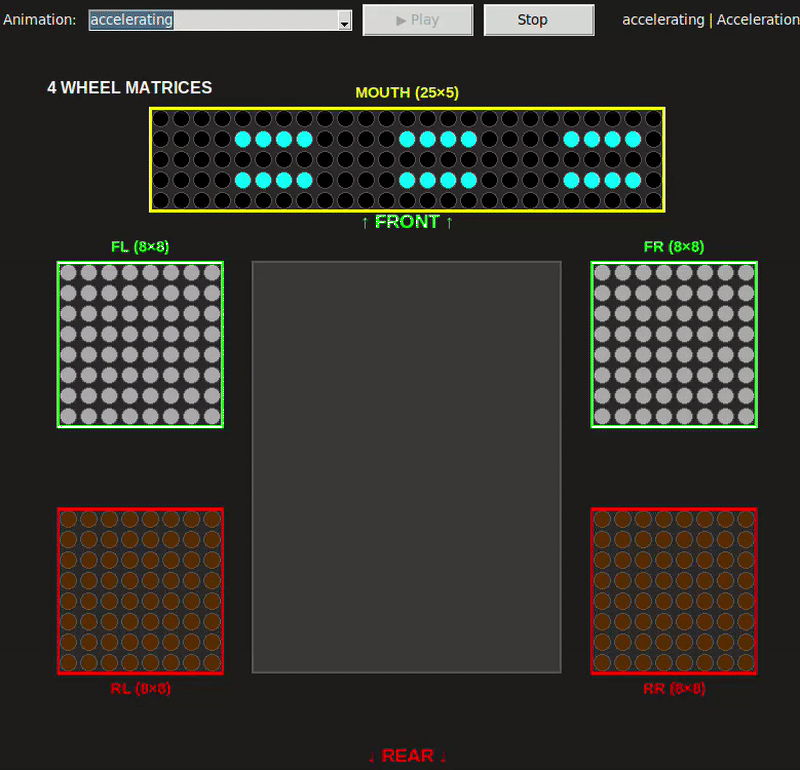 Animation: accelerating ▶ Play Stop accelerating | Acceleration
4 WHEEL MATRICES
MOUTH (25×5)
↑ FRONT ↑
FL (8×8) FR (8×8)
RL (8×8) RR (8×8)
↓ REAR ↓